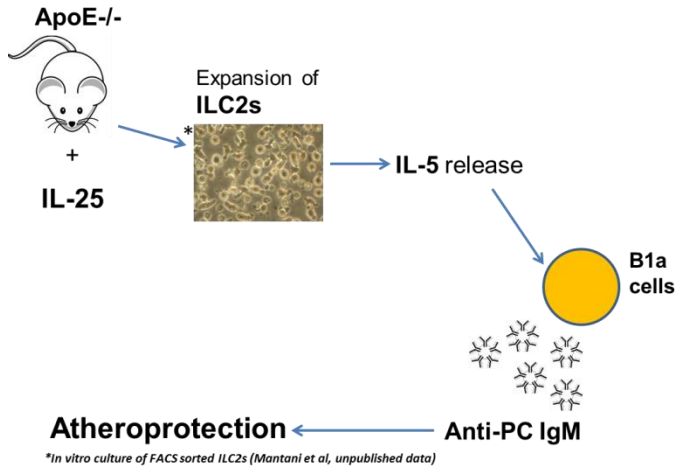 ApoE-/-
+
IL-25
Expansion of
ILC2s
*
IL-5 release
B1a
cells
Anti-PC IgM
Atheroprotection
*In vitro culture of FACS sorted ILC2s (Mantani et al, unpublished data)